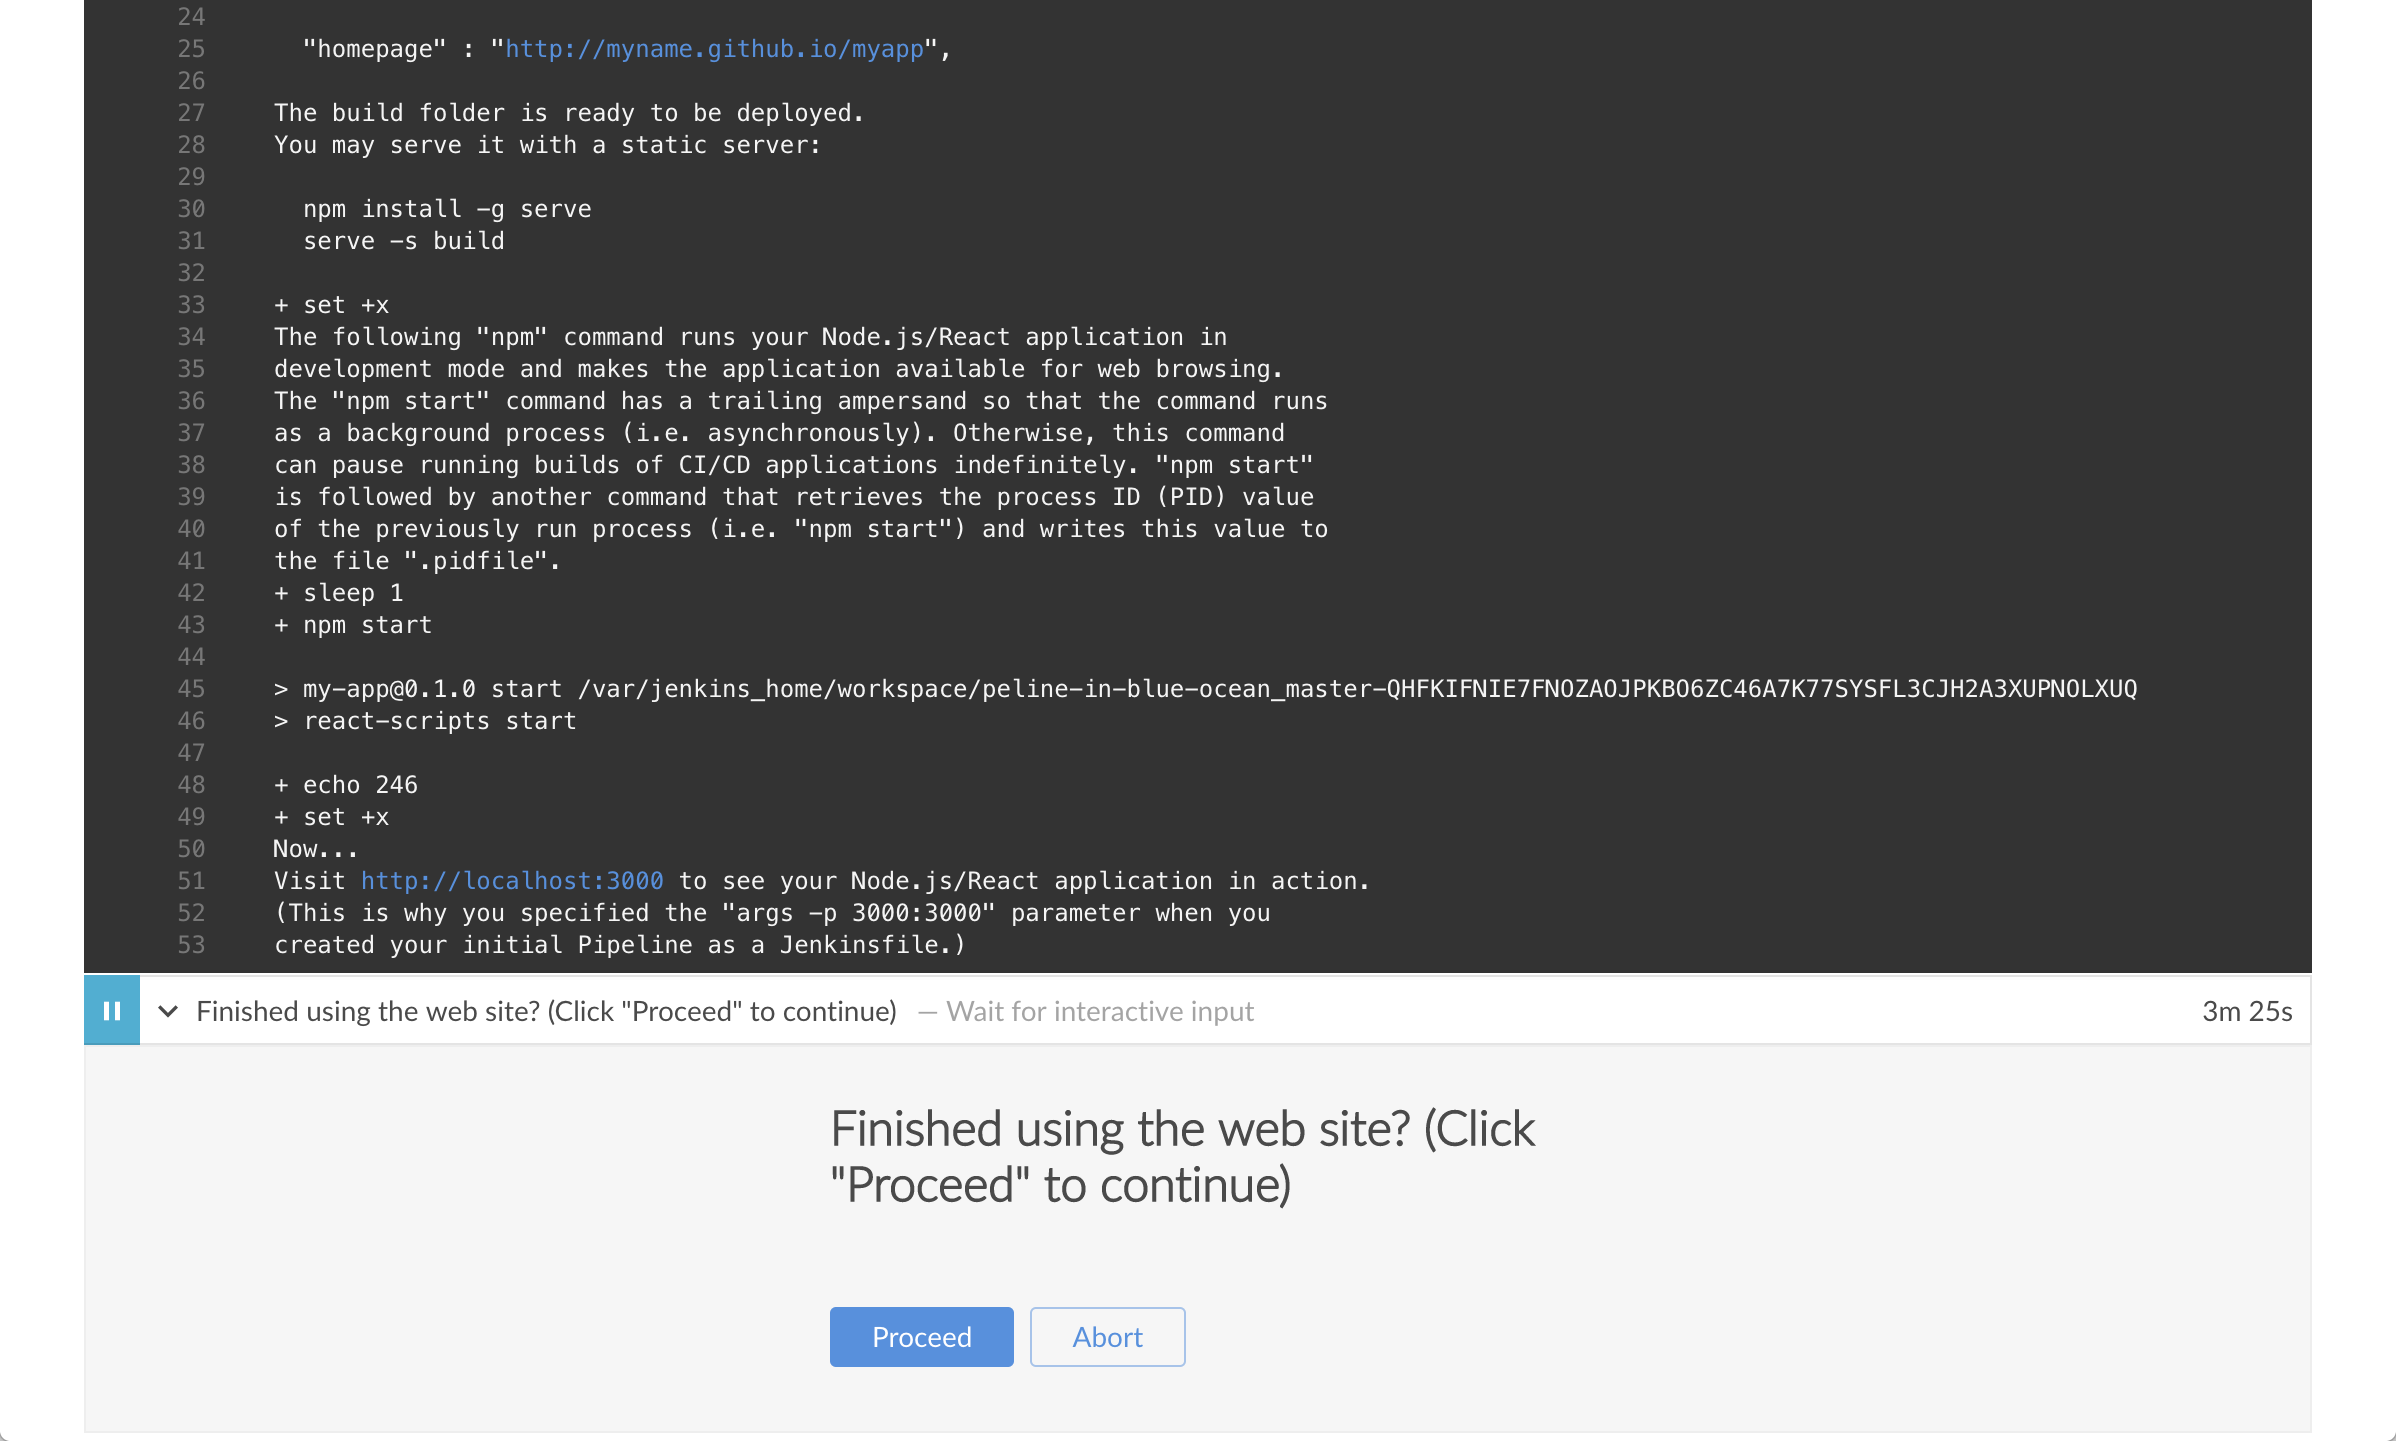 24
25 "homepage" : "http://myname.github.io/myapp",
26
27 The build folder is ready to be deployed.
28 You may serve it with a static server:
29
30 npm install -g serve
31 serve -s build
32
33 + set +x
34 The following "npm" command runs your Node.js/React application in
35 development mode and makes the application available for web browsing.
36 The "npm start" command has a trailing ampersand so that the command runs
37 as a background process (i.e. asynchronously). Otherwise, this command
38 can pause running builds of CI/CD applications indefinitely. "npm start"
39 is followed by another command that retrieves the process ID (PID) value
40 of the previously run process (i.e. "npm start") and writes this value to
41 the file ".pidfile".
42 + sleep 1
43 + npm start
44
45 > my-app@0.1.0 start /var/jenkins_home/workspace/peline-in-blue-ocean_master-QHFKIFNIE7FNOZAOJPKBO6ZC46A7K77SYSFL3CJH2A3XUPNOLXUQ
46 > react-scripts start
47
48 + echo 246
49 + set +x
50 Now...
51 Visit http://localhost:3000 to see your Node.js/React application in action.
52 (This is why you specified the "args -p 3000:3000" parameter when you
53 created your initial Pipeline as a Jenkinsfile.)
Finished using the web site? (Click "Proceed" to continue) — Wait for interactive input 3m 25s
Finished using the web site? (Click
"Proceed" to continue)
Proceed Abort